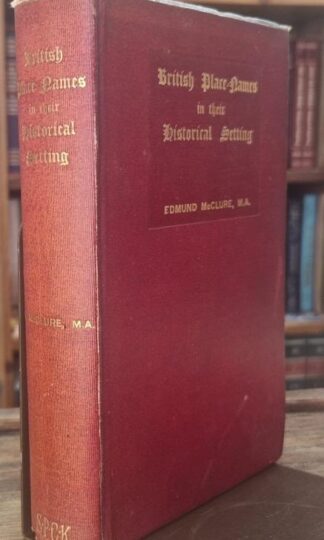 British
Place-Names
in their
Historical
Setting
McCLURE, M.A.
S.P.C.K
British Place-Names
in their
Historical Setting
EDMUND McCLURE, M.A.